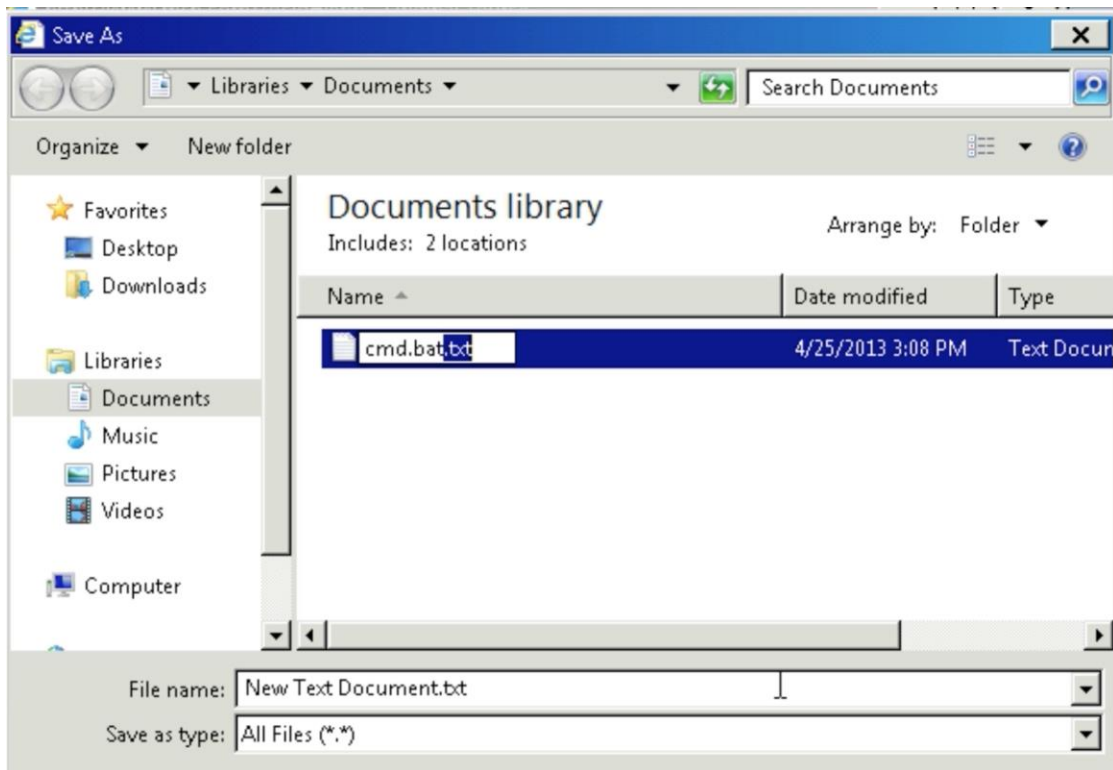 Save As
Libraries Documents
Search Documents
Organize New folder
Favorites
Desktop
Downloads
Libraries
Documents
Music
Pictures
Videos
Computer
Documents library
Includes: 2 locations
Arrange by: Folder
Name Date modified Type
cmd.bat.txt 4/25/2013 3:08 PM Text Docum
File name: New Text Document.txt
Save as type: All Files (*.*)